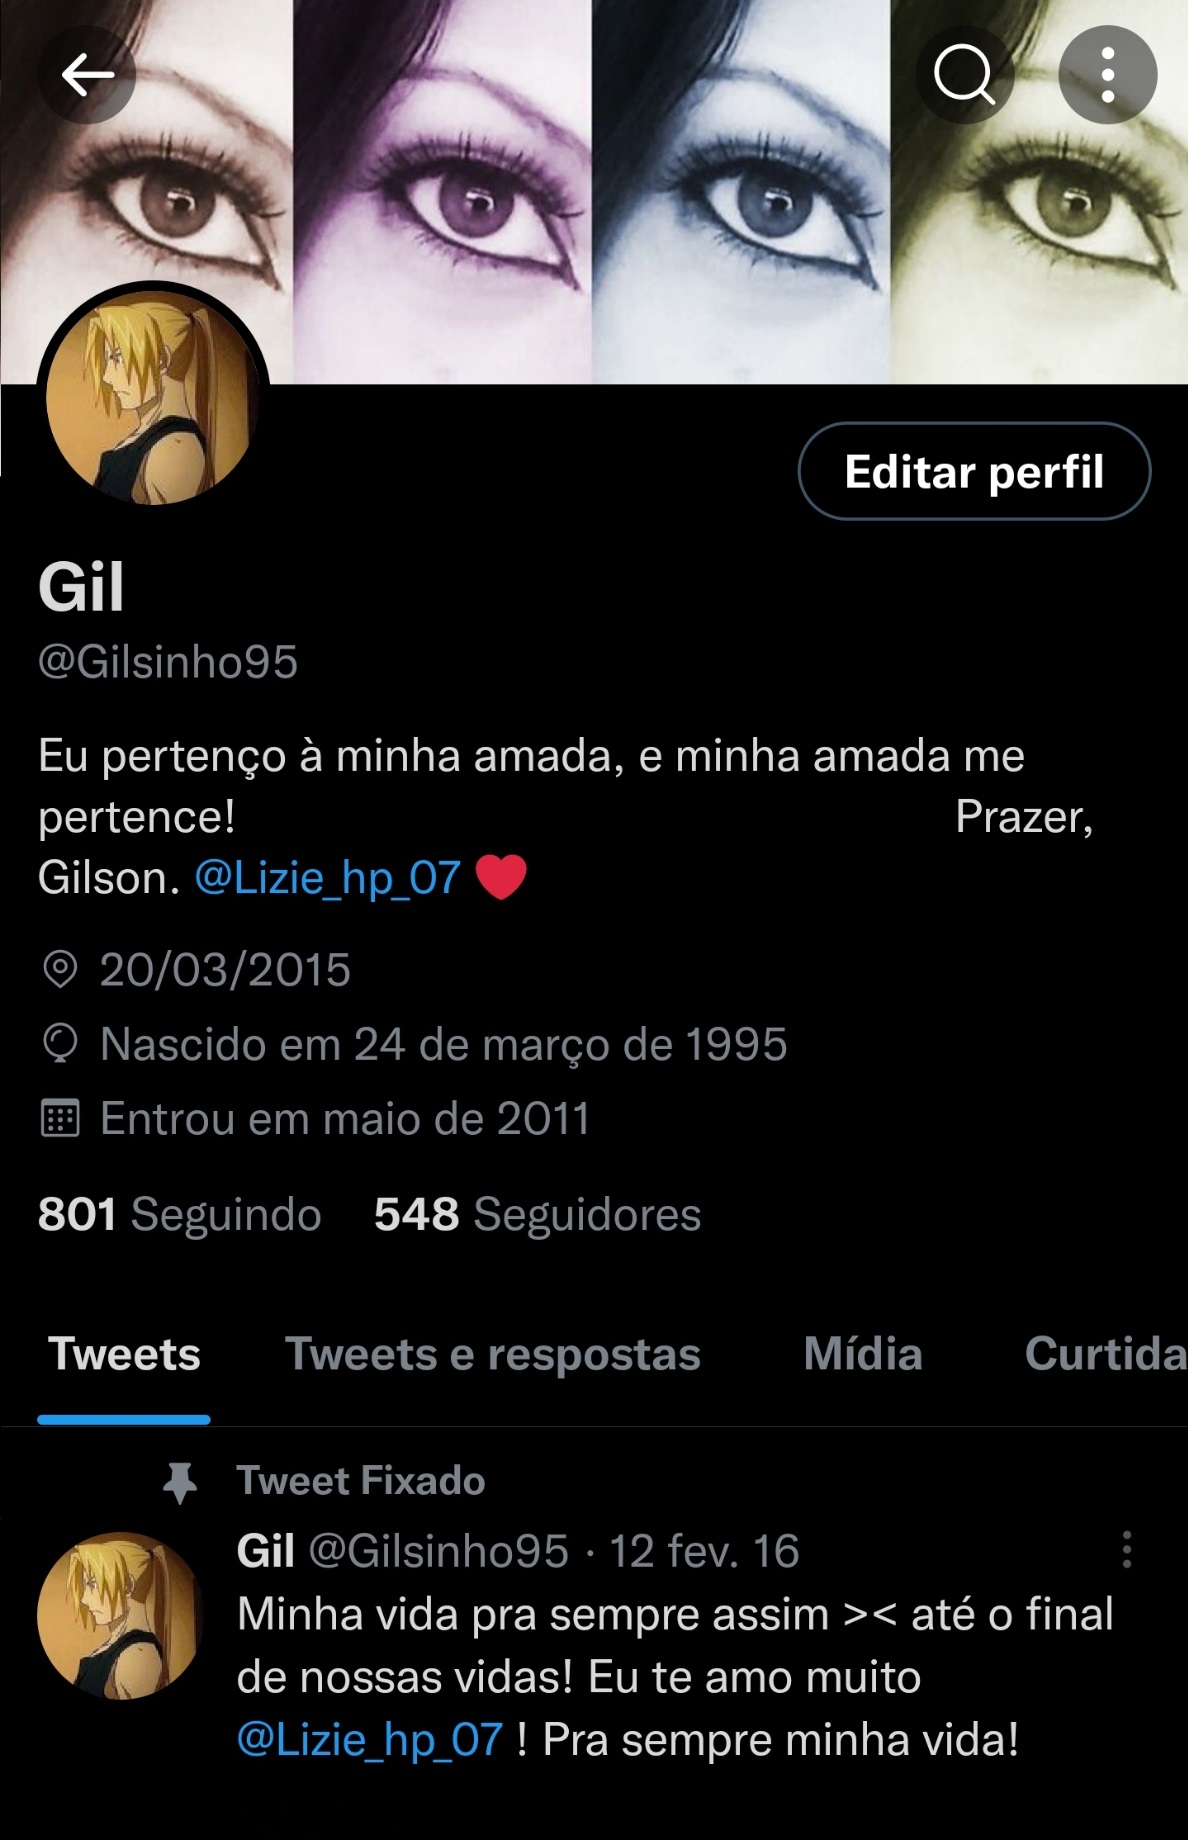 Editar perfil
Gil
@Gilsinho95
Eu pertenço à minha amada, e minha amada me
pertence! Prazer,
Gilson. @Lizie_hp_07 ❤️
20/03/2015
Nascido em 24 de março de 1995
Entrou em maio de 2011
801 Seguindo 548 Seguidores
Tweets Tweets e respostas Mídia Curtida
Tweet Fixado
Gil @Gilsinho95 · 12 fev. 16
Minha vida pra sempre assim >< até o final
de nossas vidas! Eu te amo muito
@Lizie_hp_07 ! Pra sempre minha vida!